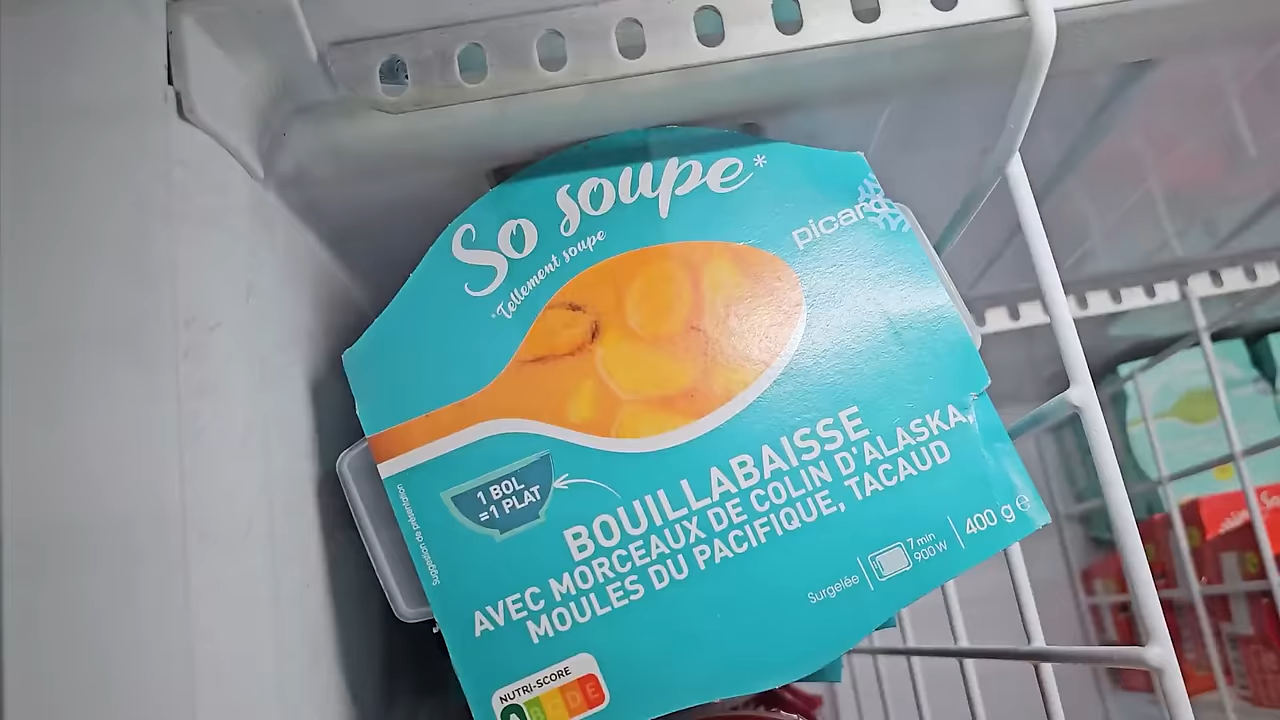 So soupe*
*Tellement soupe
picard
1 BOL
=1 PLAT
BOUILLABAISSE
AVEC MORCEAUX DE COLIN D'ALASKA,
MOULES DU PACIFIQUE, TACAUD
Suggestion de présentation
Surgelée
7 min
900 W
400 g e
NUTRI-SCORE
A B C D E